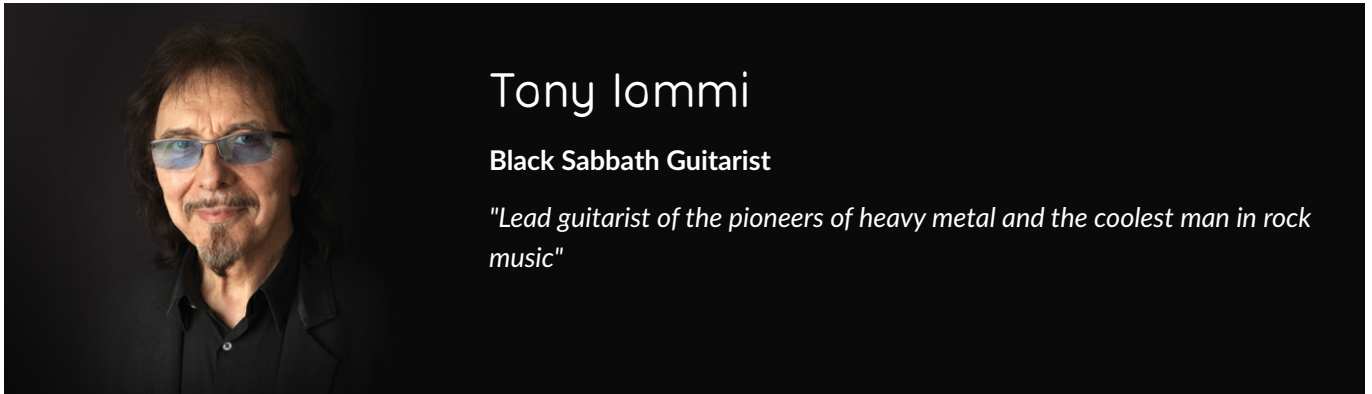 Tony Iommi
Black Sabbath Guitarist
"Lead guitarist of the pioneers of heavy metal and the coolest man in rock
music"